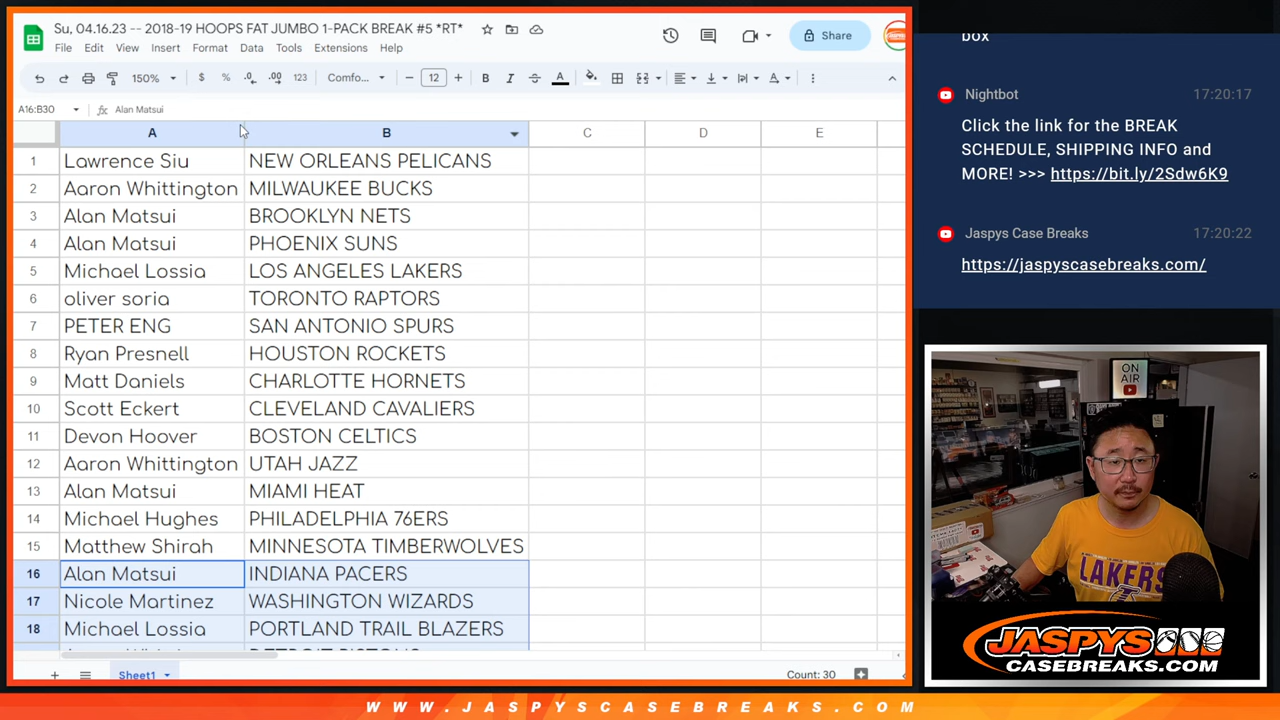 Su, 04.16.23 -- 2018-19 HOOPS FAT JUMBO 1-PACK BREAK #5 *RT*
File Edit View Insert Format Data Tools Extensions Help
Share
150% $ % .0 .00 123 Comfo... 12 B I S A
A16:B30 fx Alan Matsui
A B C D E
1 Lawrence Siu NEW ORLEANS PELICANS
2 Aaron Whittington MILWAUKEE BUCKS
3 Alan Matsui BROOKLYN NETS
4 Alan Matsui PHOENIX SUNS
5 Michael Lossia LOS ANGELES LAKERS
6 oliver soria TORONTO RAPTORS
7 PETER ENG SAN ANTONIO SPURS
8 Ryan Presnell HOUSTON ROCKETS
9 Matt Daniels CHARLOTTE HORNETS
10 Scott Eckert CLEVELAND CAVALIERS
11 Devon Hoover BOSTON CELTICS
12 Aaron Whittington UTAH JAZZ
13 Alan Matsui MIAMI HEAT
14 Michael Hughes PHILADELPHIA 76ERS
15 Matthew Shirah MINNESOTA TIMBERWOLVES
16 Alan Matsui INDIANA PACERS
17 Nicole Martinez WASHINGTON WIZARDS
18 Michael Lossia PORTLAND TRAIL BLAZERS
Sheet1
Count: 30
box
Nightbot 17:20:17
Click the link for the BREAK
SCHEDULE, SHIPPING INFO and
MORE! >>> https://bit.ly/2Sdw6K9
Jaspys Case Breaks 17:20:22
https://jaspyscasebreaks.com/
ON
AIR
LAKERS
JASPYS
CASEBREAKS.COM
WWW.JASPYSCASEBREAKS.COM